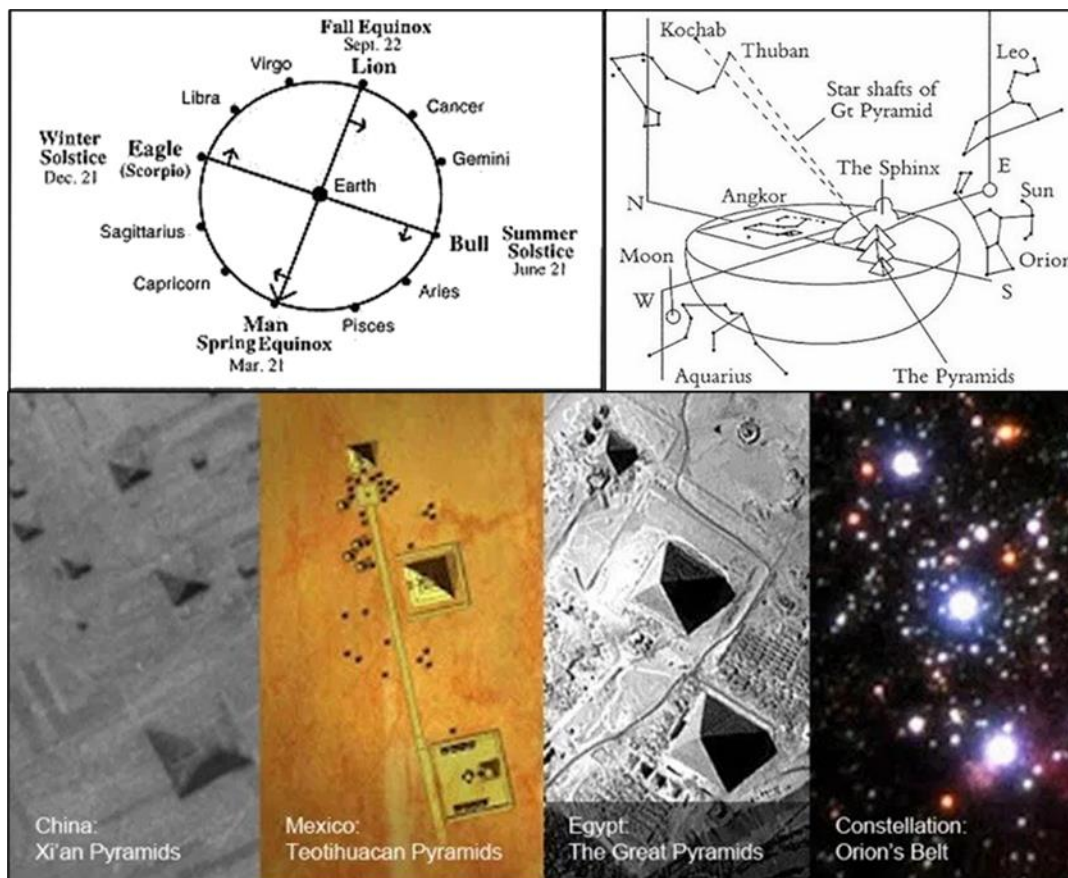 Fall Equinox
Sept. 22
Lion
Virgo
Cancer
Libra
Gemini
Winter
Solstice
Dec. 21
Eagle
(Scorpio)
Earth
Sagittarius
Bull
Summer
Solstice
June 21
Capricorn
Aries
Man
Pisces
Spring Equinox
Mar. 21
Kochab
Thuban
Leo
Star shafts of
Gt Pyramid
The Sphinx
E
Angkor
Sun
N
Moon
Orion
W
S
Aquarius
The Pyramids
China:
Xi'an Pyramids
Mexico:
Teotihuacan Pyramids
Egypt:
The Great Pyramids
Constellation:
Orion's Belt